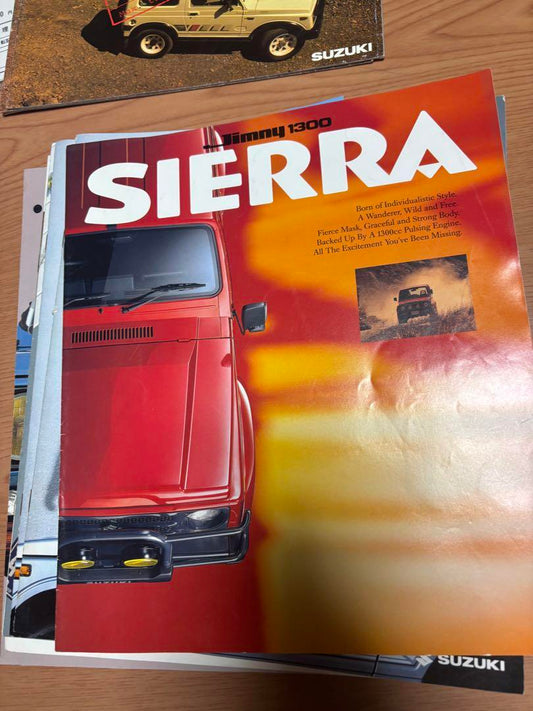 SUZUKI
Jimny 1300
SIERRA
Born of Individualistic Style.
A Wanderer, Wild and Free.
Fierce Mask, Graceful and Strong Body.
Backed Up By A 1300cc Pulsing Engine.
All The Excitement You've Been Missing.
SUZUKI